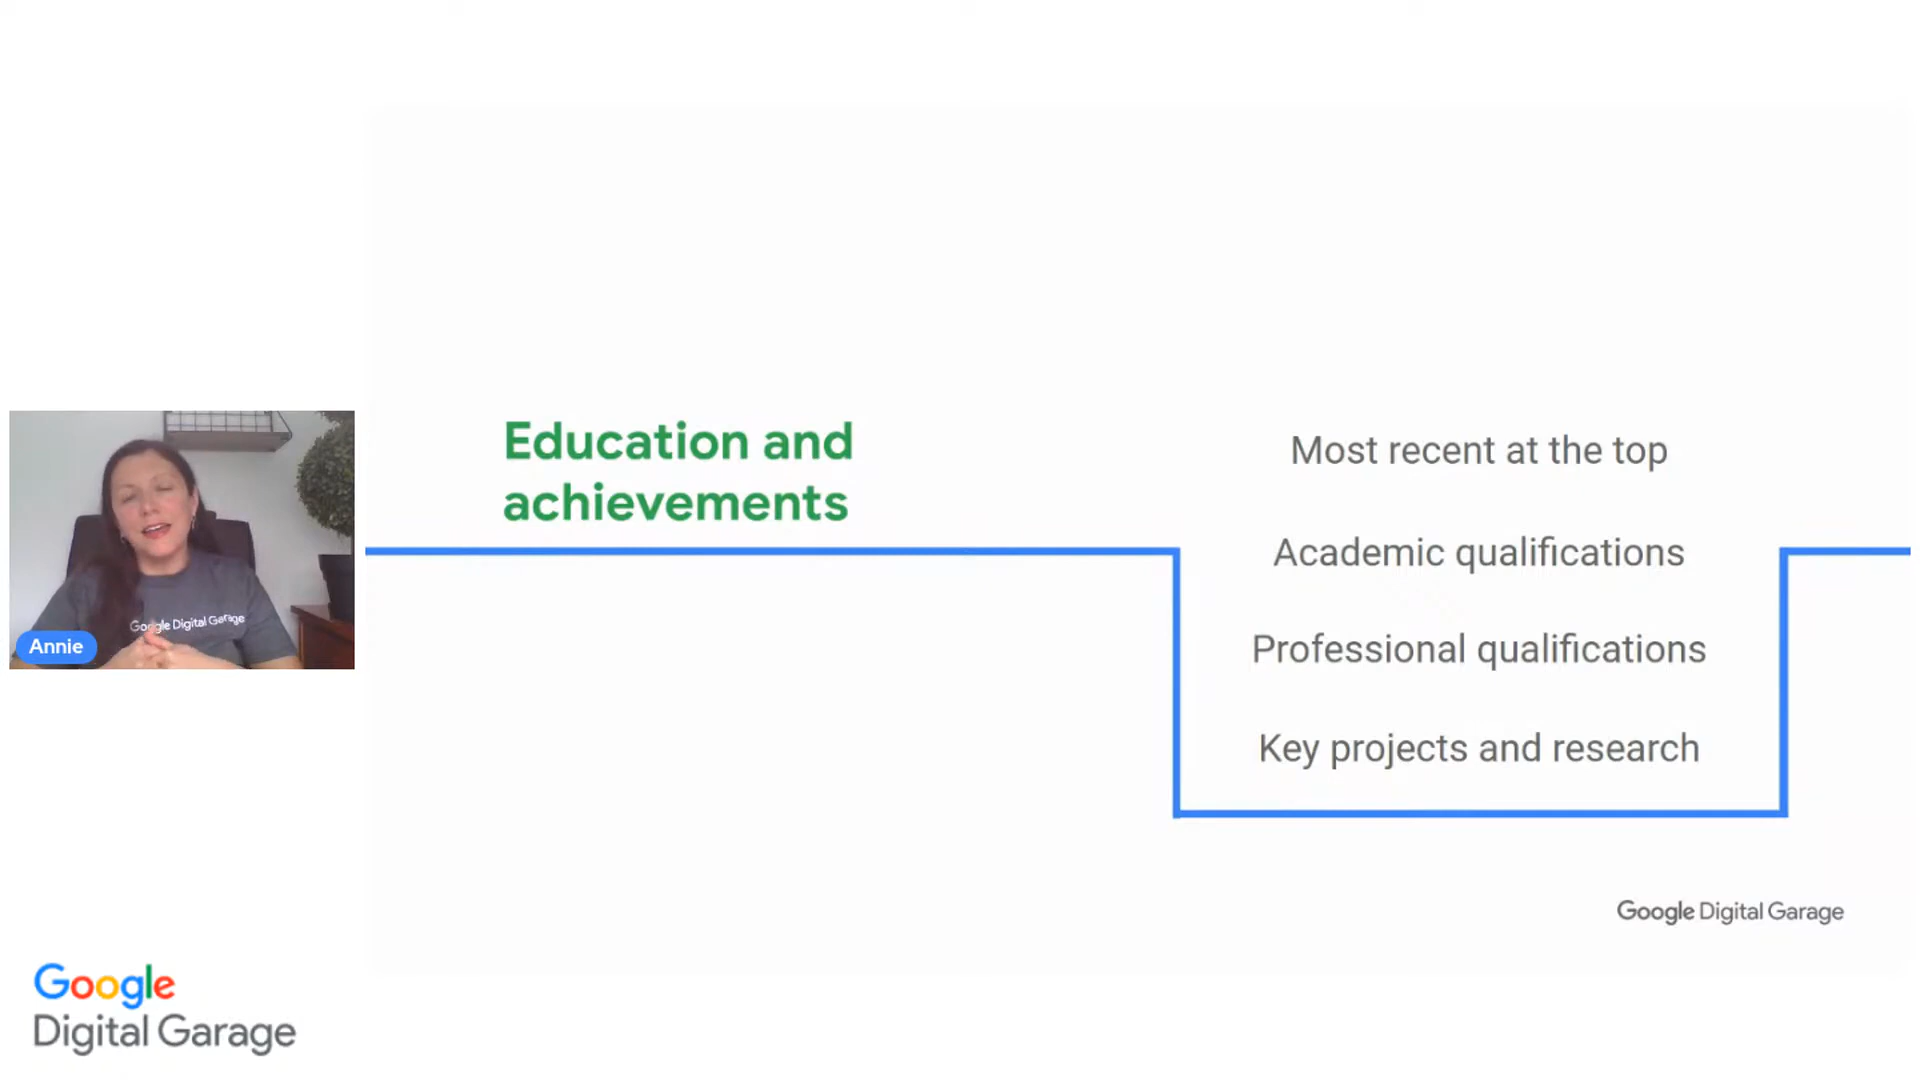 Education and
achievements
Most recent at the top
Academic qualifications
Professional qualifications
Key projects and research
Google Digital Garage
Annie
Google Digital Garage
Google
Digital Garage